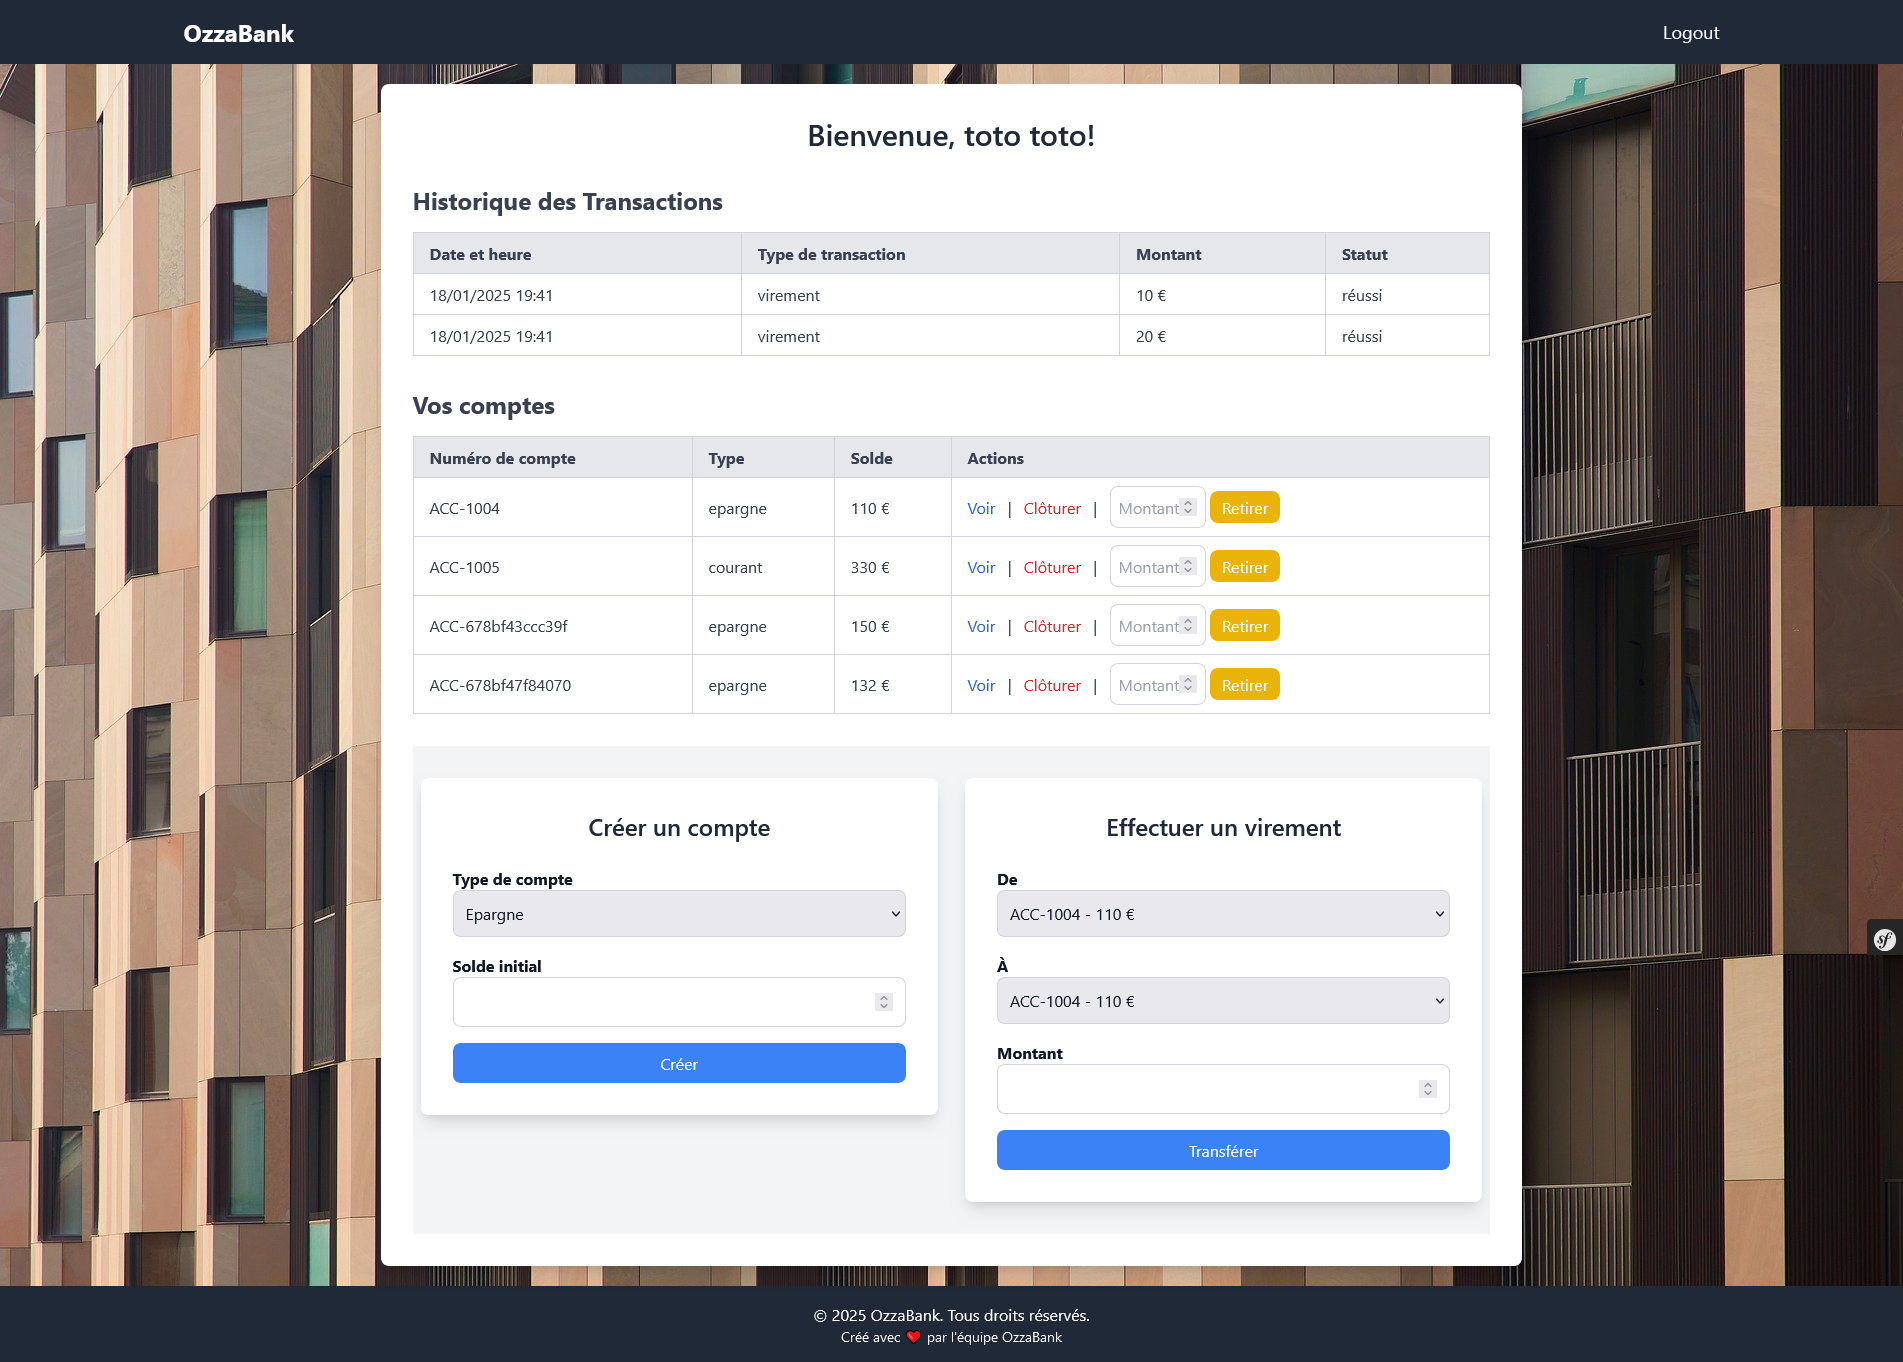 OzzaBank
Logout
Bienvenue, toto toto!
Historique des Transactions
Date et heure Type de transaction Montant Statut
18/01/2025 19:41 virement 10 € réussi
18/01/2025 19:41 virement 20 € réussi
Vos comptes
Numéro de compte Type Solde Actions
ACC-1004 epargne 110 € Voir | Clôturer | Montant Retirer
ACC-1005 courant 330 € Voir | Clôturer | Montant Retirer
ACC-678bf43ccc39f epargne 150 € Voir | Clôturer | Montant Retirer
ACC-678bf47f84070 epargne 132 € Voir | Clôturer | Montant Retirer
Créer un compte
Type de compte
Epargne
Solde initial
Créer
Effectuer un virement
De
ACC-1004 - 110 €
À
ACC-1004 - 110 €
Montant
Transférer
sf
© 2025 OzzaBank. Tous droits réservés.
Créé avec ❤️ par l'équipe OzzaBank